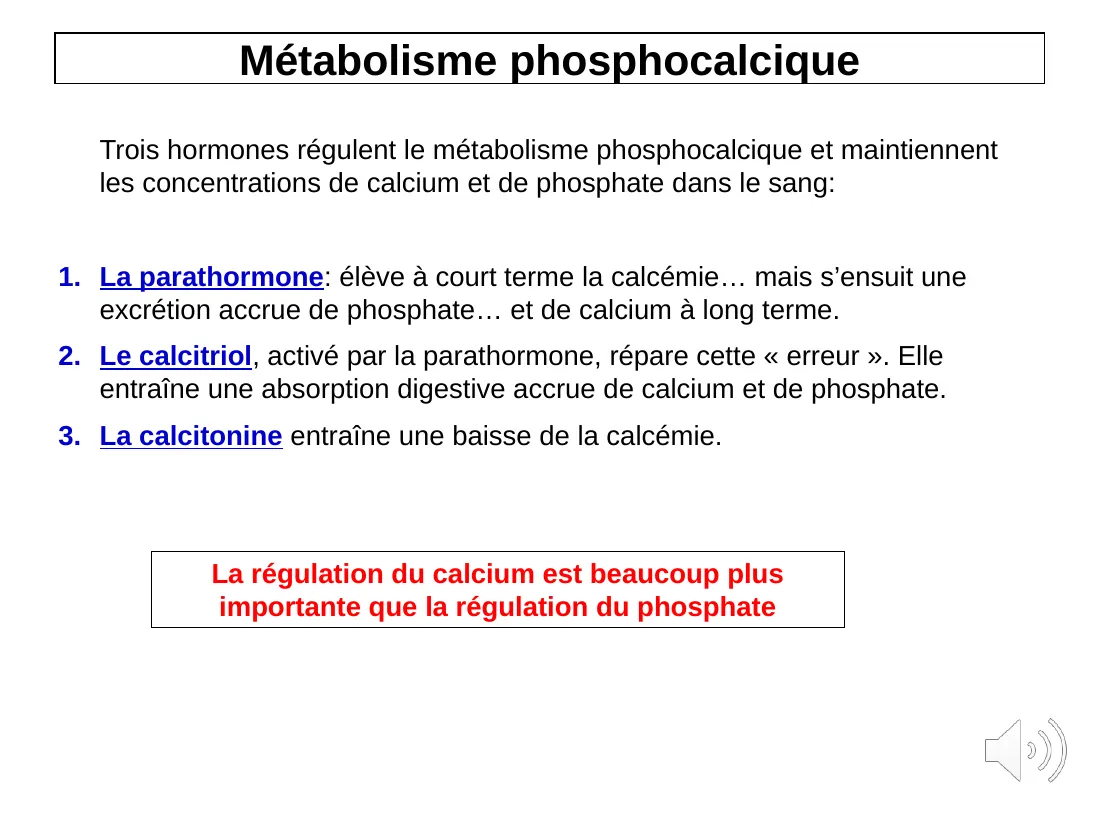 Métabolisme phosphocalcique
Trois hormones régulent le métabolisme phosphocalcique et maintiennent
les concentrations de calcium et de phosphate dans le sang:
1. La parathormone: élève à court terme la calcémie… mais s’ensuit une
excrétion accrue de phosphate… et de calcium à long terme.
2. Le calcitriol, activé par la parathormone, répare cette « erreur ». Elle
entraîne une absorption digestive accrue de calcium et de phosphate.
3. La calcitonine entraîne une baisse de la calcémie.
La régulation du calcium est beaucoup plus
importante que la régulation du phosphate